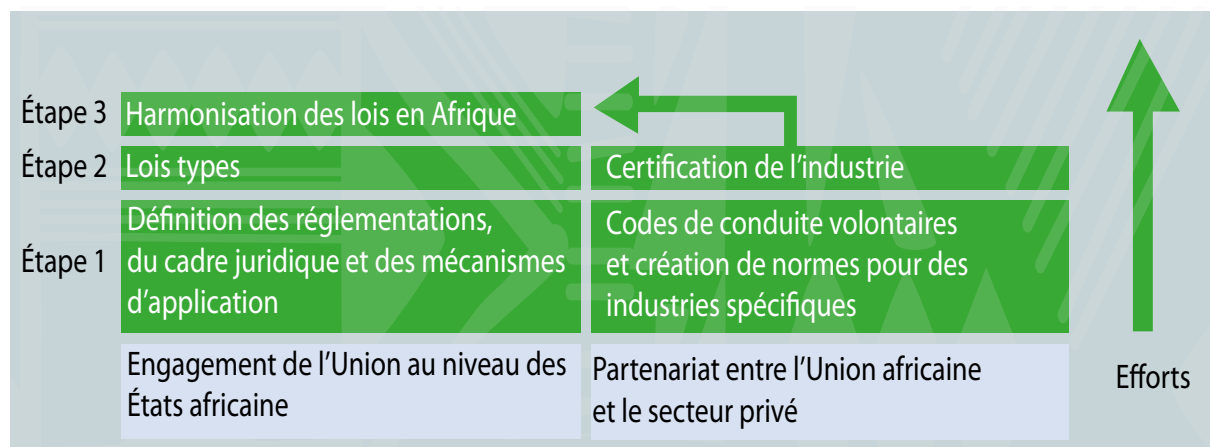 Étape 3 Harmonisation des lois en Afrique
Étape 2 Lois types Certification de l’industrie
Étape 1
Définition des réglementations,
du cadre juridique et des mécanismes
d’application
Codes de conduite volontaires
et création de normes pour des
industries spécifiques
Engagement de l’Union au niveau des
États africaine
Partenariat entre l’Union africaine
et le secteur privé
Efforts